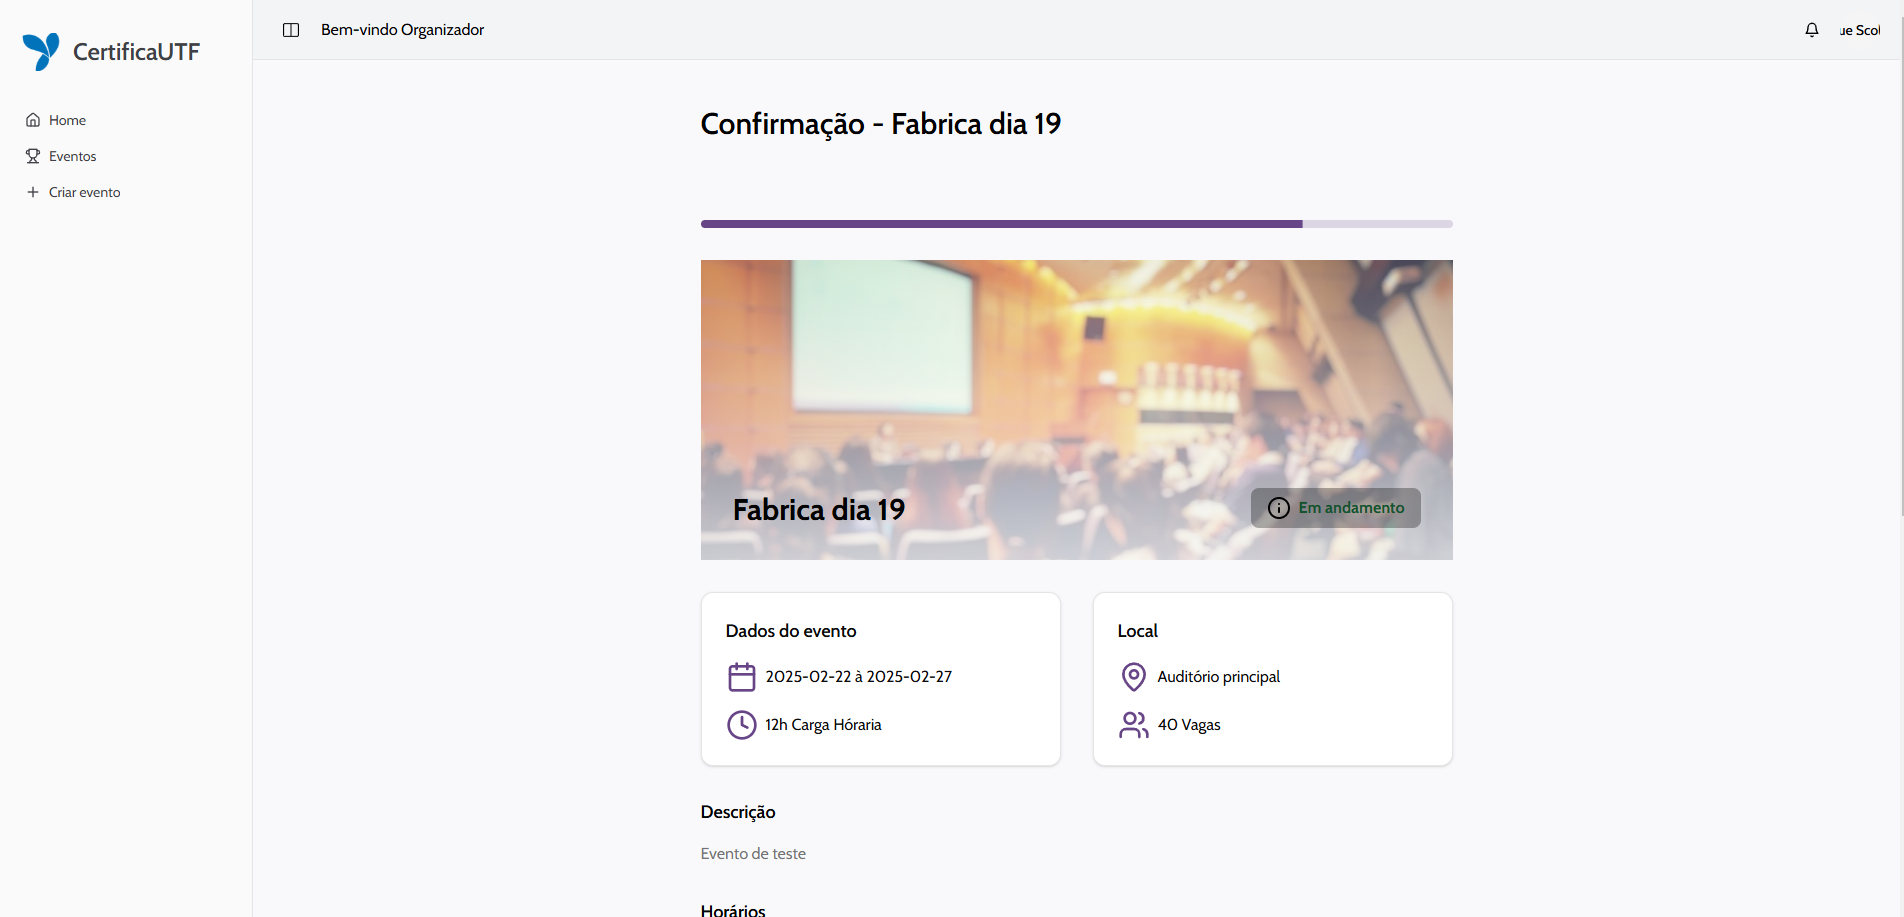 CertificaUTF
Home
Eventos
Criar evento
Bem-vindo Organizador
ue Scol
Confirmação - Fabrica dia 19
Fabrica dia 19
Em andamento
Dados do evento
2025-02-22 à 2025-02-27
12h Carga Hóraria
Local
Auditório principal
40 Vagas
Descrição
Evento de teste
Horários